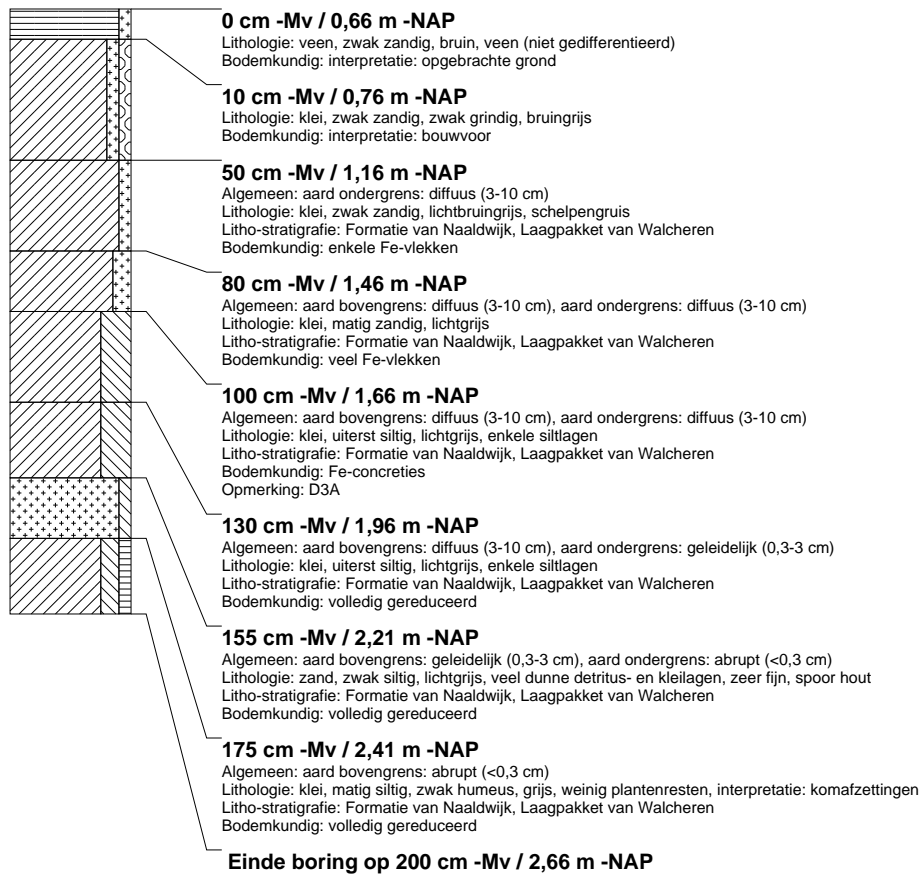 0 cm -Mv / 0,66 m -NAP
Lithologie: veen, zwak zandig, bruin, veen (niet gedifferentieerd)
Bodemkundig: interpretatie: opgebrachte grond
10 cm -Mv / 0,76 m -NAP
Lithologie: klei, zwak zandig, zwak grindig, bruingrijs
Bodemkundig: interpretatie: bouwvoor
50 cm -Mv / 1,16 m -NAP
Algemeen: aard ondergrens: diffuus (3-10 cm)
Lithologie: klei, zwak zandig, lichtbruingrijs, schelpengruis
Litho-stratigrafie: Formatie van Naaldwijk, Laagpakket van Walcheren
Bodemkundig: enkele Fe-vlekken
80 cm -Mv / 1,46 m -NAP
Algemeen: aard bovengrens: diffuus (3-10 cm), aard ondergrens: diffuus (3-10 cm)
Lithologie: klei, matig zandig, lichtgrijs
Litho-stratigrafie: Formatie van Naaldwijk, Laagpakket van Walcheren
Bodemkundig: veel Fe-vlekken
100 cm -Mv / 1,66 m -NAP
Algemeen: aard bovengrens: diffuus (3-10 cm), aard ondergrens: diffuus (3-10 cm)
Lithologie: klei, uiterst siltig, lichtgrijs, enkele siltlagen
Litho-stratigrafie: Formatie van Naaldwijk, Laagpakket van Walcheren
Bodemkundig: Fe-concreties
Opmerking: D3A
130 cm -Mv / 1,96 m -NAP
Algemeen: aard bovengrens: diffuus (3-10 cm), aard ondergrens: geleidelijk (0,3-3 cm)
Lithologie: klei, uiterst siltig, lichtgrijs, enkele siltlagen
Litho-stratigrafie: Formatie van Naaldwijk, Laagpakket van Walcheren
Bodemkundig: volledig gereduceerd
155 cm -Mv / 2,21 m -NAP
Algemeen: aard bovengrens: geleidelijk (0,3-3 cm), aard ondergrens: abrupt (<0,3 cm)
Lithologie: zand, zwak siltig, lichtgrijs, veel dunne detritus- en kleilagen, zeer fijn, spoor hout
Litho-stratigrafie: Formatie van Naaldwijk, Laagpakket van Walcheren
Bodemkundig: volledig gereduceerd
175 cm -Mv / 2,41 m -NAP
Algemeen: aard bovengrens: abrupt (<0,3 cm)
Lithologie: klei, matig siltig, zwak humeus, grijs, weinig plantenresten, interpretatie: komafzettingen
Litho-stratigrafie: Formatie van Naaldwijk, Laagpakket van Walcheren
Bodemkundig: volledig gereduceerd
Einde boring op 200 cm -Mv / 2,66 m -NAP